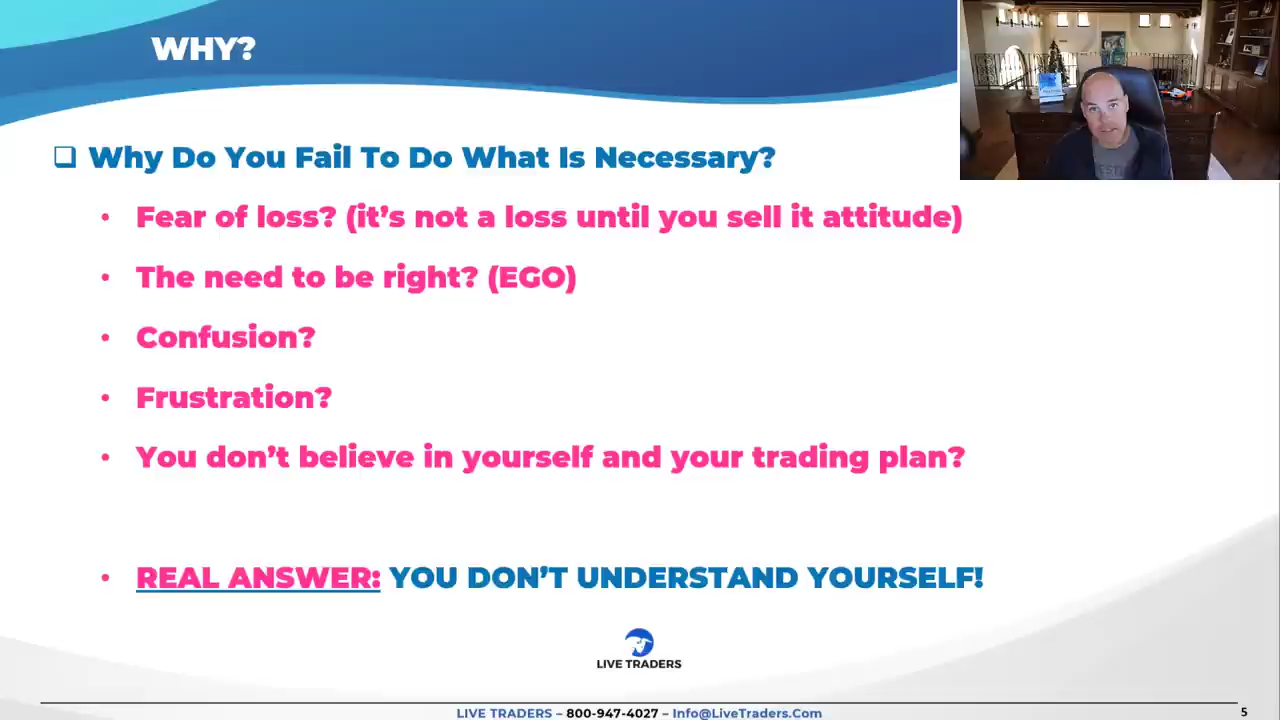 WHY?
Why Do You Fail To Do What Is Necessary?
• Fear of loss? (it’s not a loss until you sell it attitude)
• The need to be right? (EGO)
• Confusion?
• Frustration?
• You don’t believe in yourself and your trading plan?
• REAL ANSWER: YOU DON’T UNDERSTAND YOURSELF!
LIVE TRADERS
LIVE TRADERS – 800-947-4027 – Info@LiveTraders.Com
5